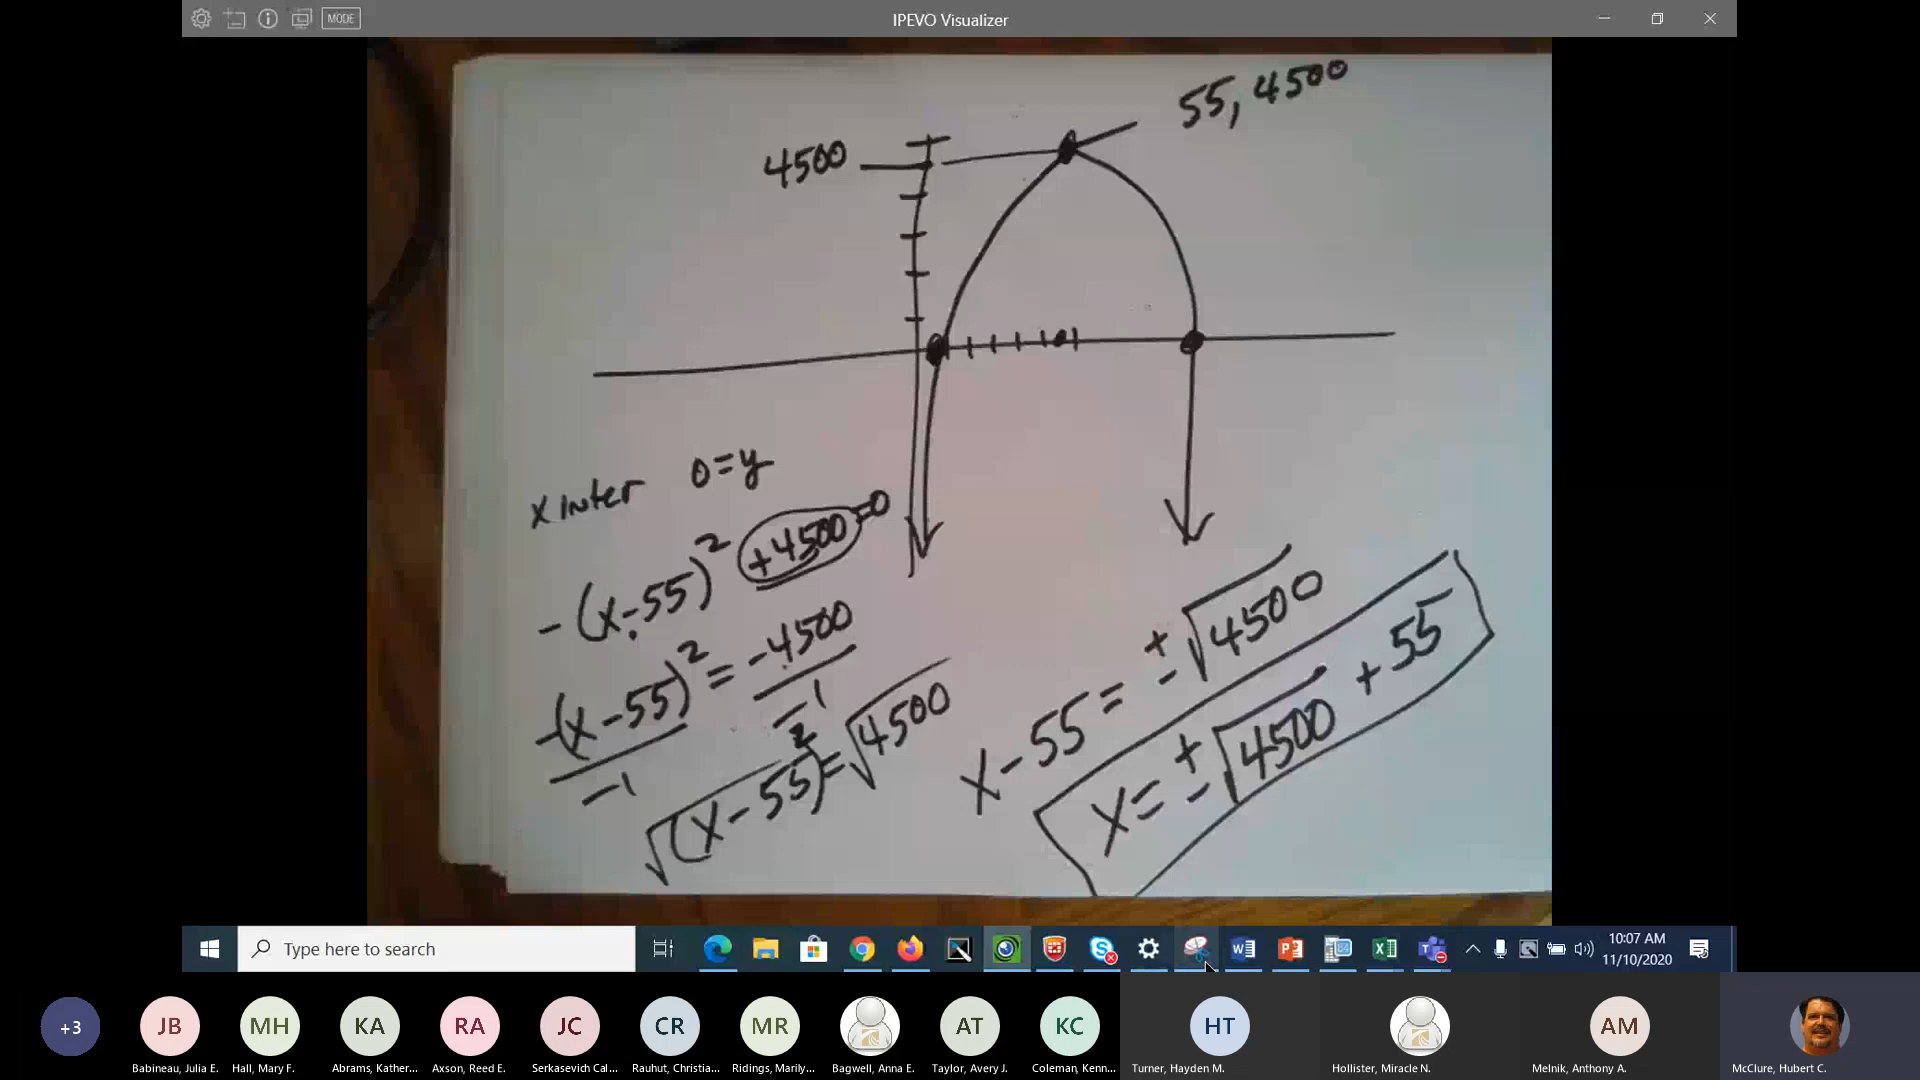 MODE
IPEVO Visualizer
55, 4500
4500
x inter 0=y
-(x-55)² +4500=0
-(x-55)² = -4500
-1 -1
√(x-55)² = √4500
x-55 = ±√4500
x = ±√4500 + 55
Type here to search
10:07 AM
11/10/2020
+3
JB
MH
KA
RA
JC
CR
MR
AT
KC
HT
AM
Babineau, Julia E.
Hall, Mary F.
Abrams, Kather...
Axson, Reed E.
Serkasevich Cal...
Rauhut, Christia...
Ridings, Marily...
Bagwell, Anna E.
Taylor, Avery J.
Coleman, Kenn...
Turner, Hayden M.
Hollister, Miracle N.
Melnik, Anthony A.
McClure, Hubert C.